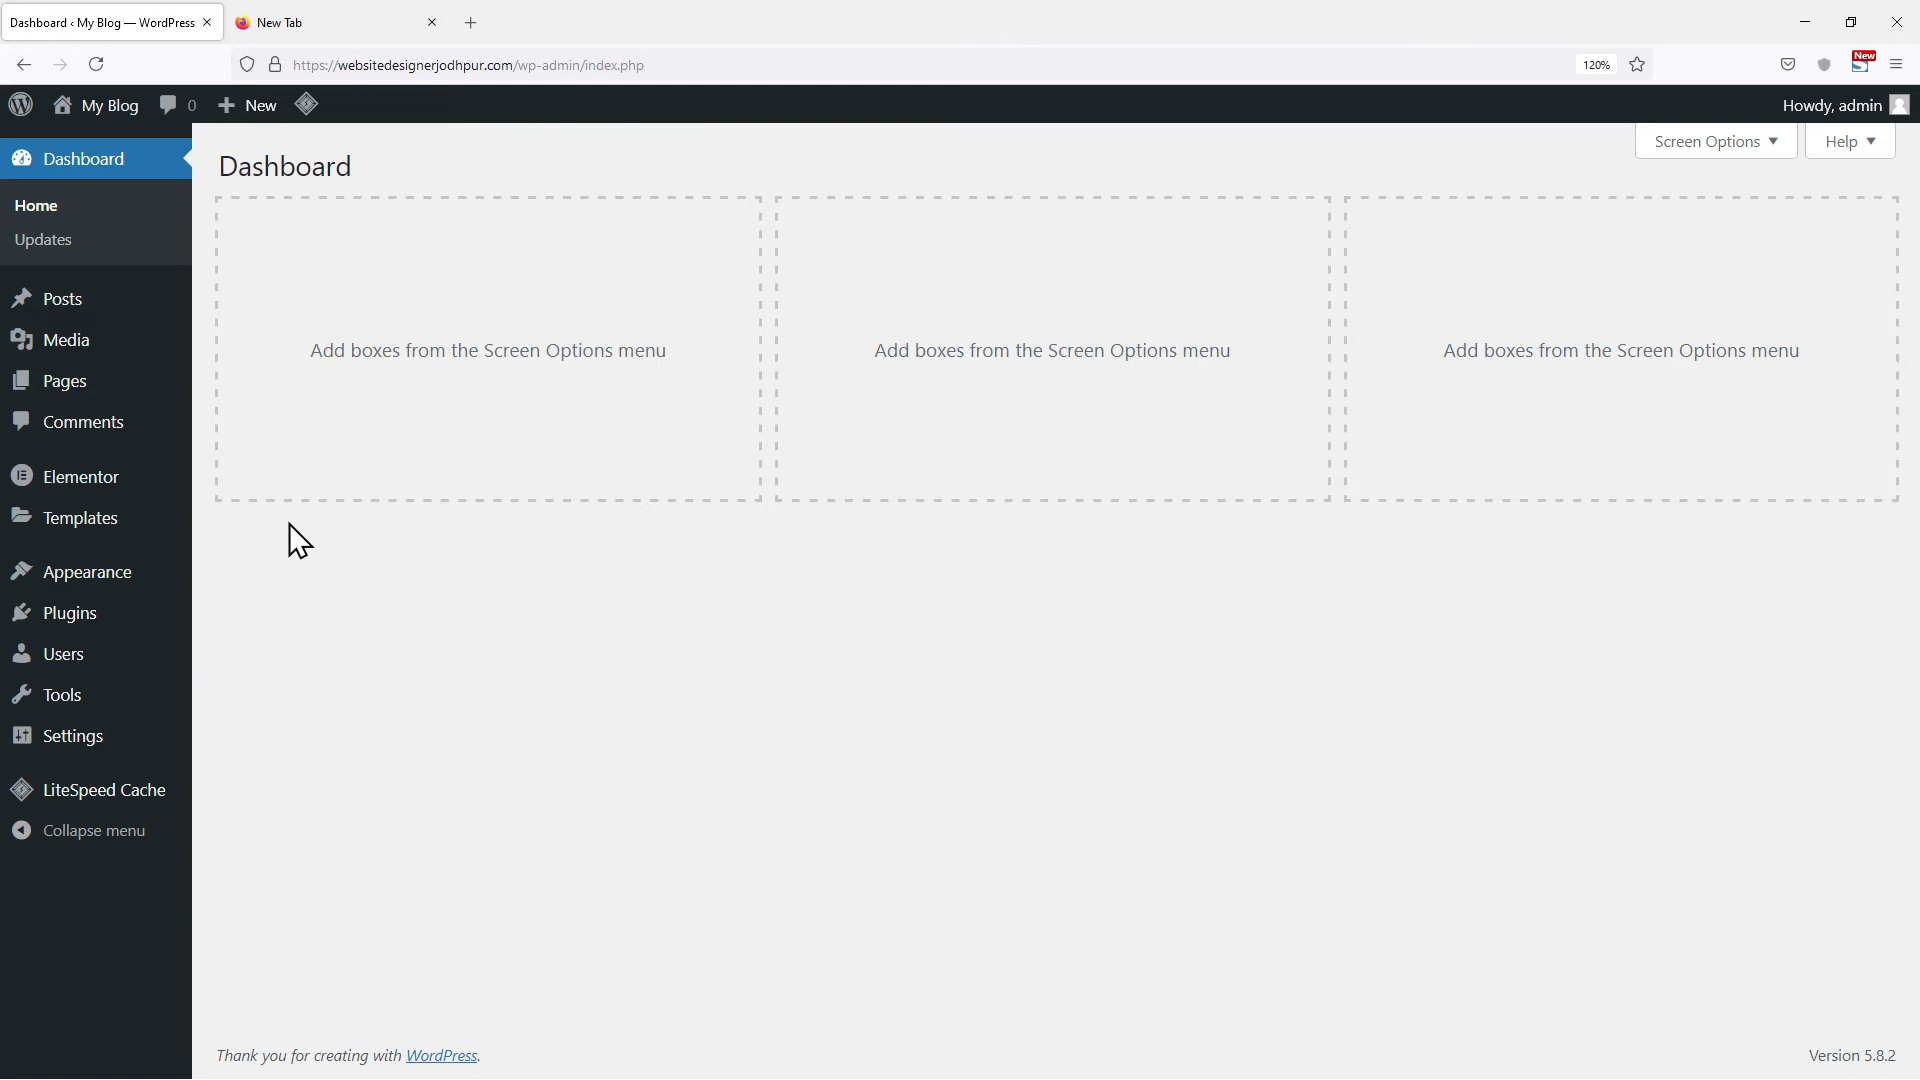 Dashboard ‹ My Blog — WordPress
New Tab
https://websitedesignerjodhpur.com/wp-admin/index.php
120%
New
My Blog
0
New
Howdy, admin
Screen Options
Help
Dashboard
Dashboard
Home
Updates
Posts
Media
Pages
Comments
Elementor
Templates
Appearance
Plugins
Users
Tools
Settings
LiteSpeed Cache
Collapse menu
Add boxes from the Screen Options menu
Add boxes from the Screen Options menu
Add boxes from the Screen Options menu
Thank you for creating with WordPress.
Version 5.8.2